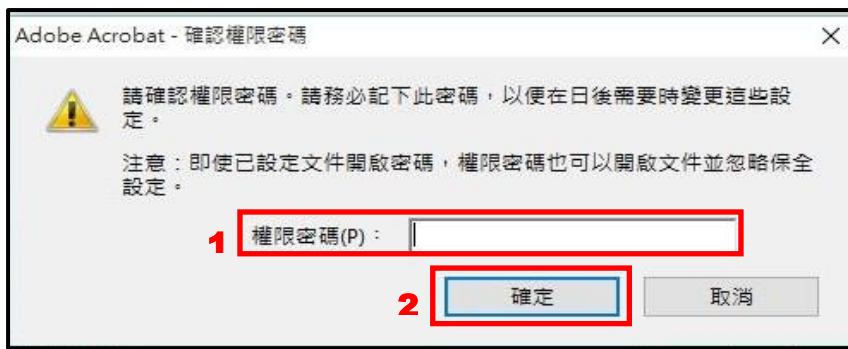 Adobe Acrobat - 確認權限密碼
請確認權限密碼。請務必記下此密碼，以便在日後需要時變更這些設
定。
注意：即使已設定文件開啟密碼，權限密碼也可以開啟文件並忽略保全
設定。
1 權限密碼(P)：
2 確定 取消